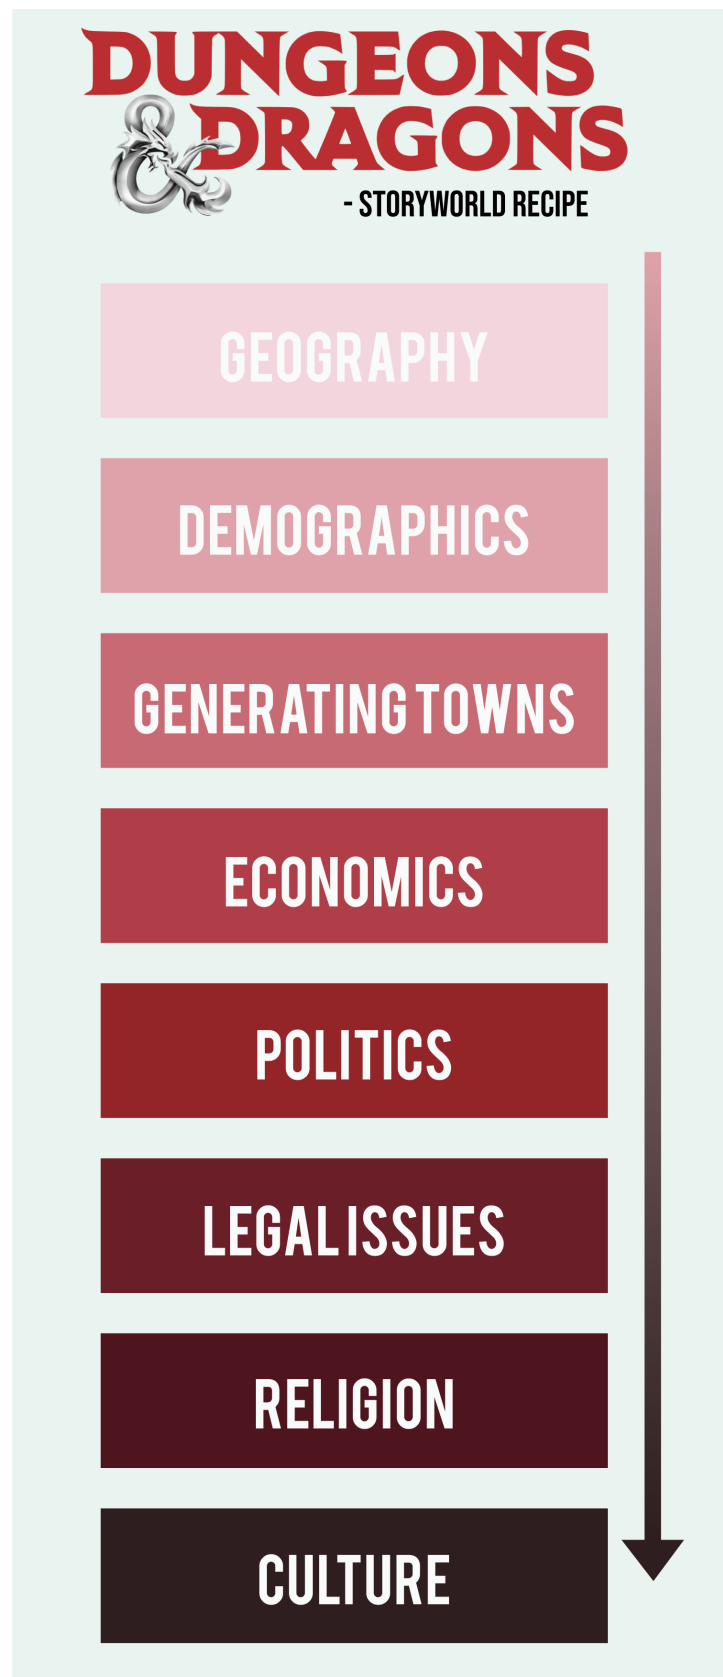 DUNGEONS
& DRAGONS
- STORYWORLD RECIPE
GEOGRAPHY
DEMOGRAPHICS
GENERATING TOWNS
ECONOMICS
POLITICS
LEGAL ISSUES
RELIGION
CULTURE